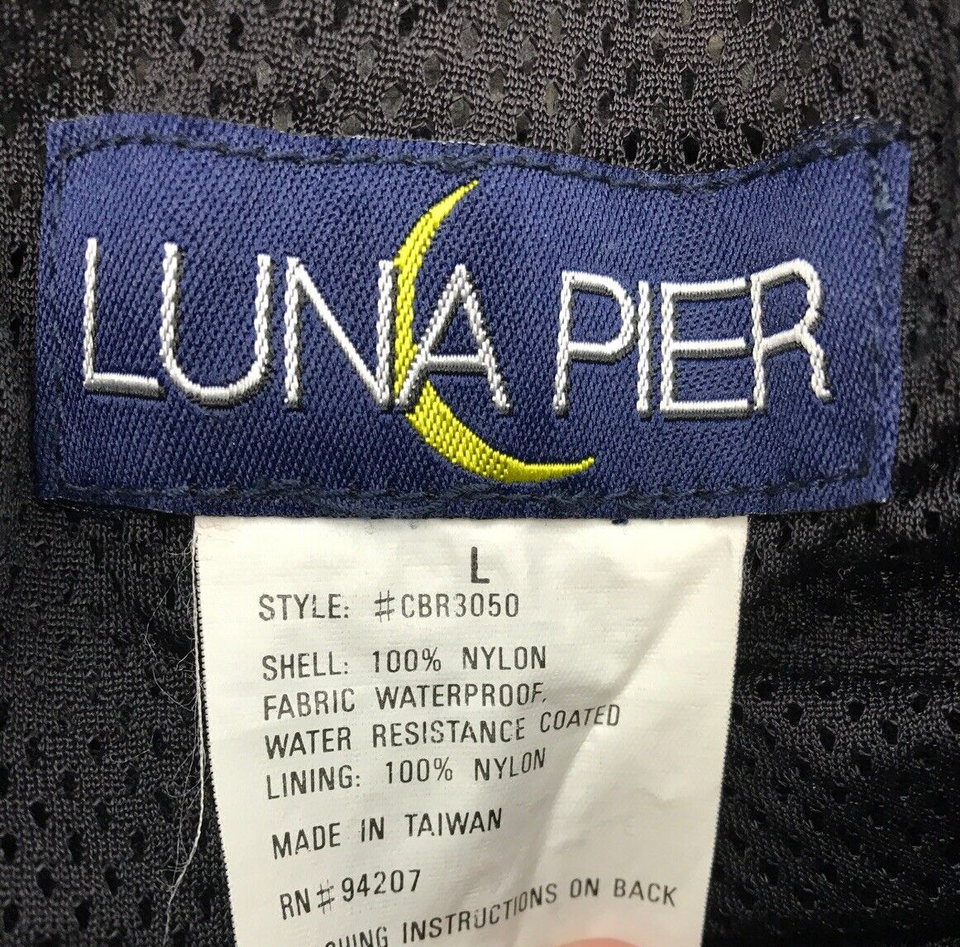 LUNA PIER
L
STYLE: #CBR3050
SHELL: 100% NYLON
FABRIC WATERPROOF.
WATER RESISTANCE COATED
LINING: 100% NYLON
MADE IN TAIWAN
RN#94207
INSTRUCTIONS ON BACK